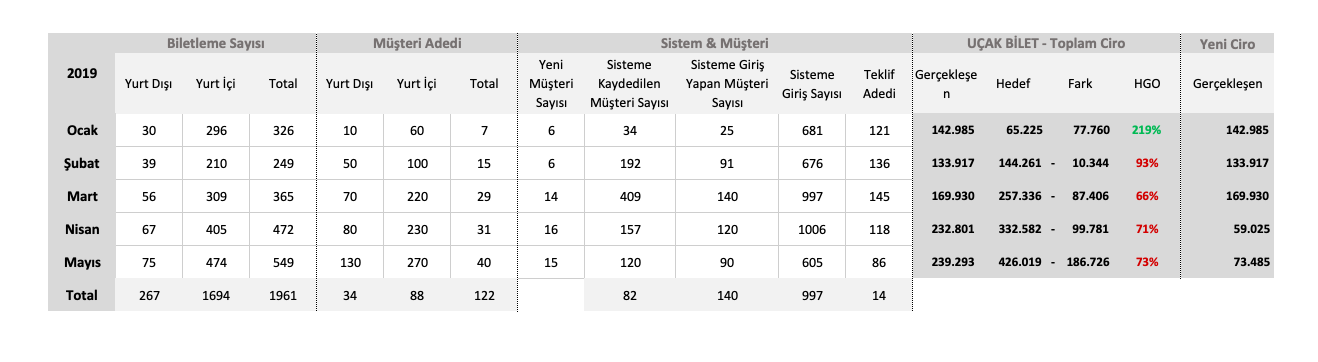 Biletleme Sayısı Müşteri Adedi Sistem & Müşteri UÇAK BİLET - Toplam Ciro Yeni Ciro
2019 Yurt Dışı Yurt İçi Total Yurt Dışı Yurt İçi Total Yeni Müşteri Sayısı Sisteme Kaydedilen Müşteri Sayısı Sisteme Giriş Yapan Müşteri Sayısı Sisteme Giriş Sayısı Teklif Adedi Gerçekleşen Hedef Fark HGO Gerçekleşen
Ocak 30 296 326 10 60 7 6 34 25 681 121 142.985 65.225 77.760 219% 142.985
Şubat 39 210 249 50 100 15 6 192 91 676 136 133.917 144.261 - 10.344 93% 133.917
Mart 56 309 365 70 220 29 14 409 140 997 145 169.930 257.336 - 87.406 66% 169.930
Nisan 67 405 472 80 230 31 16 157 120 1006 118 232.801 332.582 - 99.781 71% 59.025
Mayıs 75 474 549 130 270 40 15 120 90 605 86 239.293 426.019 - 186.726 73% 73.485
Total 267 1694 1961 34 88 122 82 140 997 14